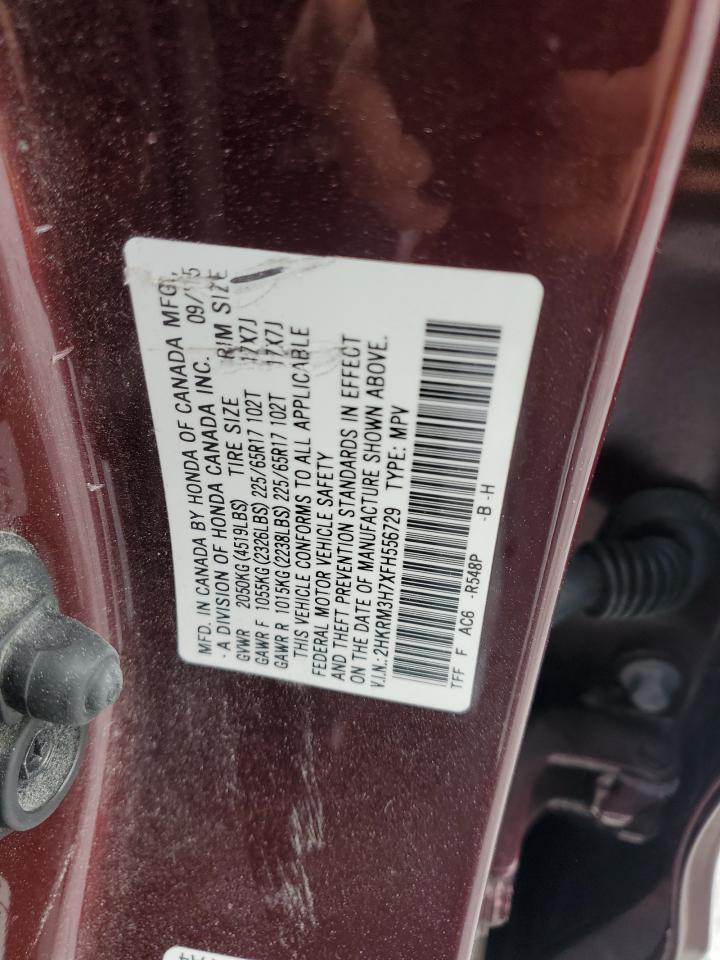 MFD. IN CANADA BY HONDA OF CANADA MFG.,
- A DIVISION OF HONDA CANADA INC. 09/15
GVWR 2050KG (4519LBS) TIRE SIZE RIM SIZE
GAWR F 1055KG (2326LBS) 225/65R17 102T 17X7J
GAWR R 1015KG (2238LBS) 225/65R17 102T 17X7J
THIS VEHICLE CONFORMS TO ALL APPLICABLE
FEDERAL MOTOR VEHICLE SAFETY
AND THEFT PREVENTION STANDARDS IN EFFECT
ON THE DATE OF MANUFACTURE SHOWN ABOVE.
V.I.N.: 2HKRM3H7XFH556729 TYPE: MPV
TFF F AC6 -R548P -B -H